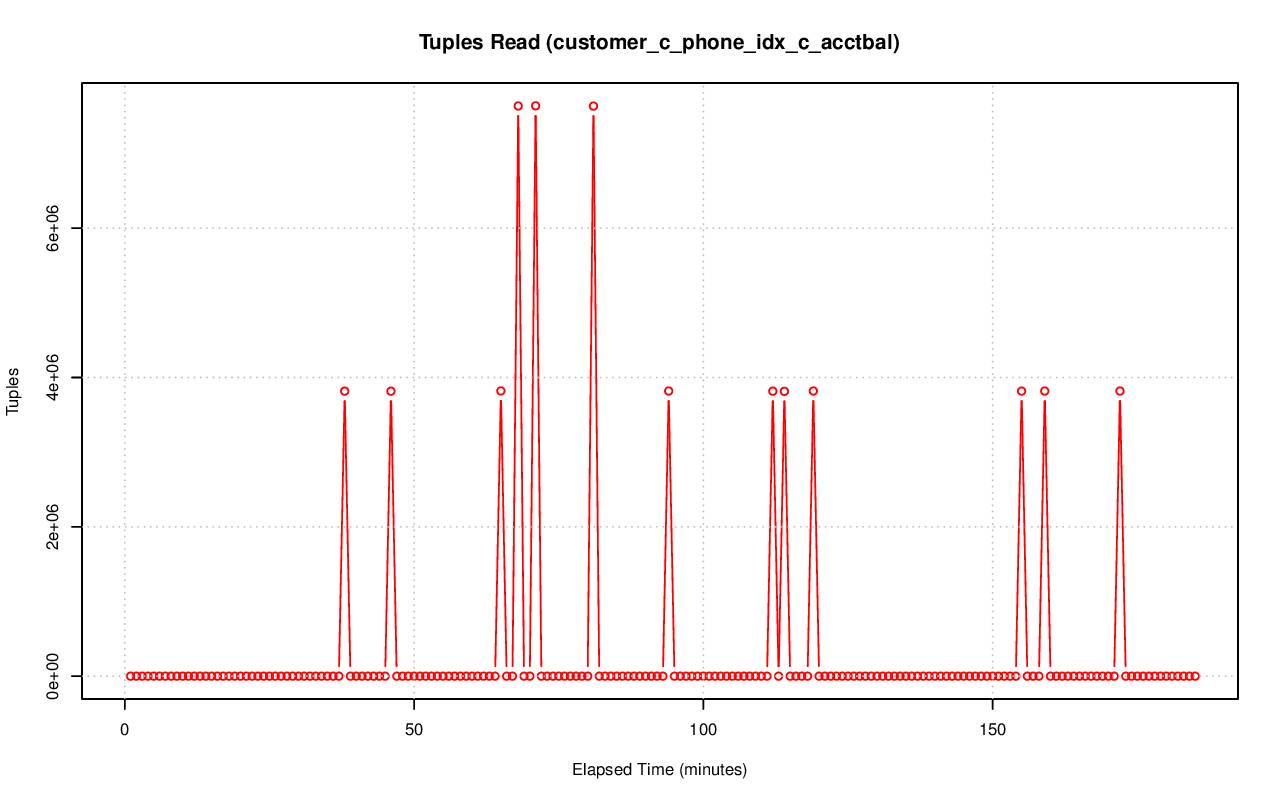 Tuples Read (customer_c_phone_idx_c_acctbal)
Tuples
6e+06
4e+06
2e+06
0e+00
0 50 100 150
Elapsed Time (minutes)